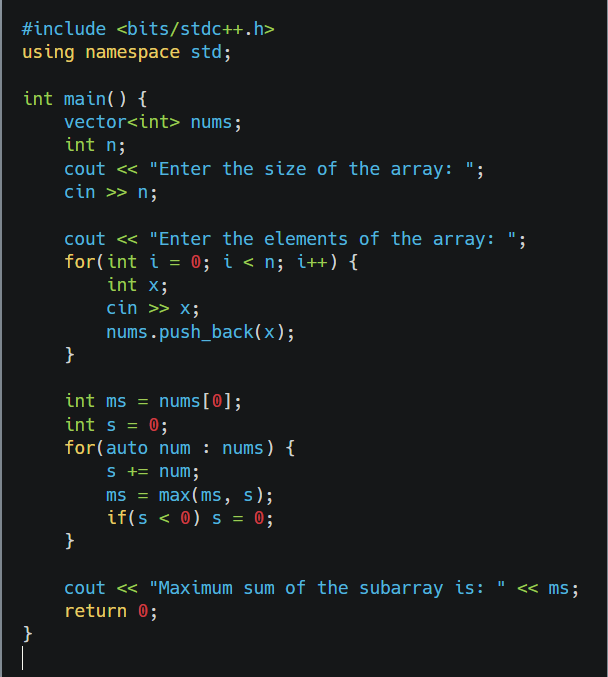 #include <bits/stdc++.h>
using namespace std;

int main() {
    vector<int> nums;
    int n;
    cout << "Enter the size of the array: ";
    cin >> n;

    cout << "Enter the elements of the array: ";
    for(int i = 0; i < n; i++) {
        int x;
        cin >> x;
        nums.push_back(x);
    }

    int ms = nums[0];
    int s = 0;
    for(auto num : nums) {
        s += num;
        ms = max(ms, s);
        if(s < 0) s = 0;
    }

    cout << "Maximum sum of the subarray is: " << ms;
    return 0;
}